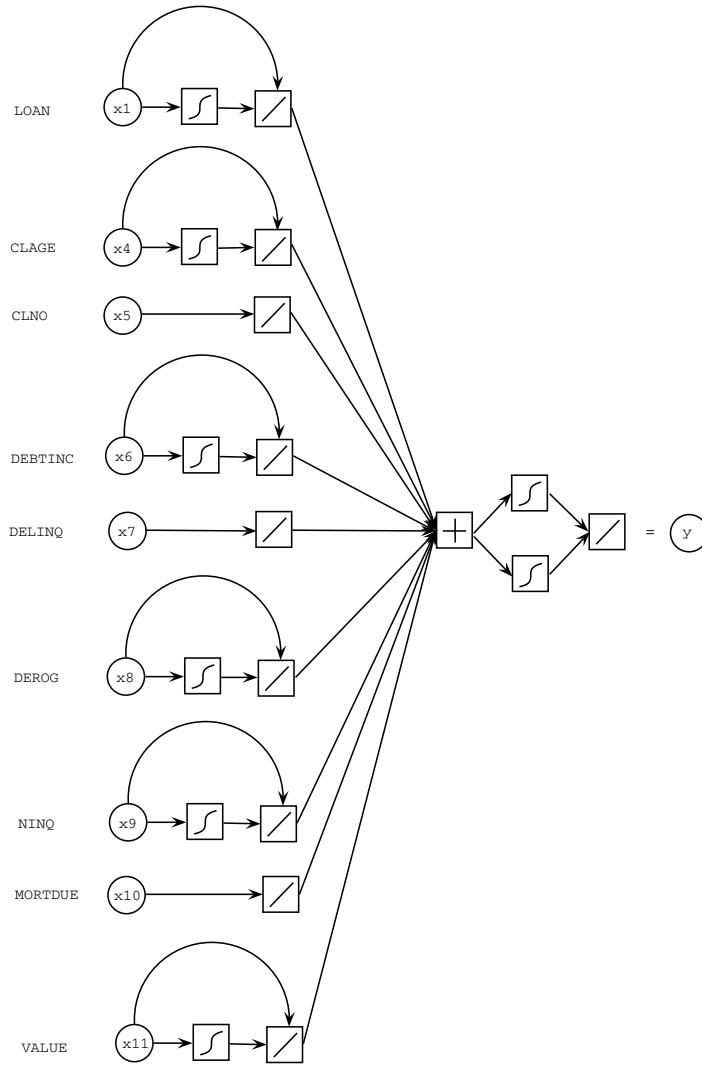 LOAN x1
CLAGE x4
CLNO x5
DEBTINC x6
DELINQ x7 + = y
DEROG x8
NINQ x9
MORTDUE x10
VALUE x11